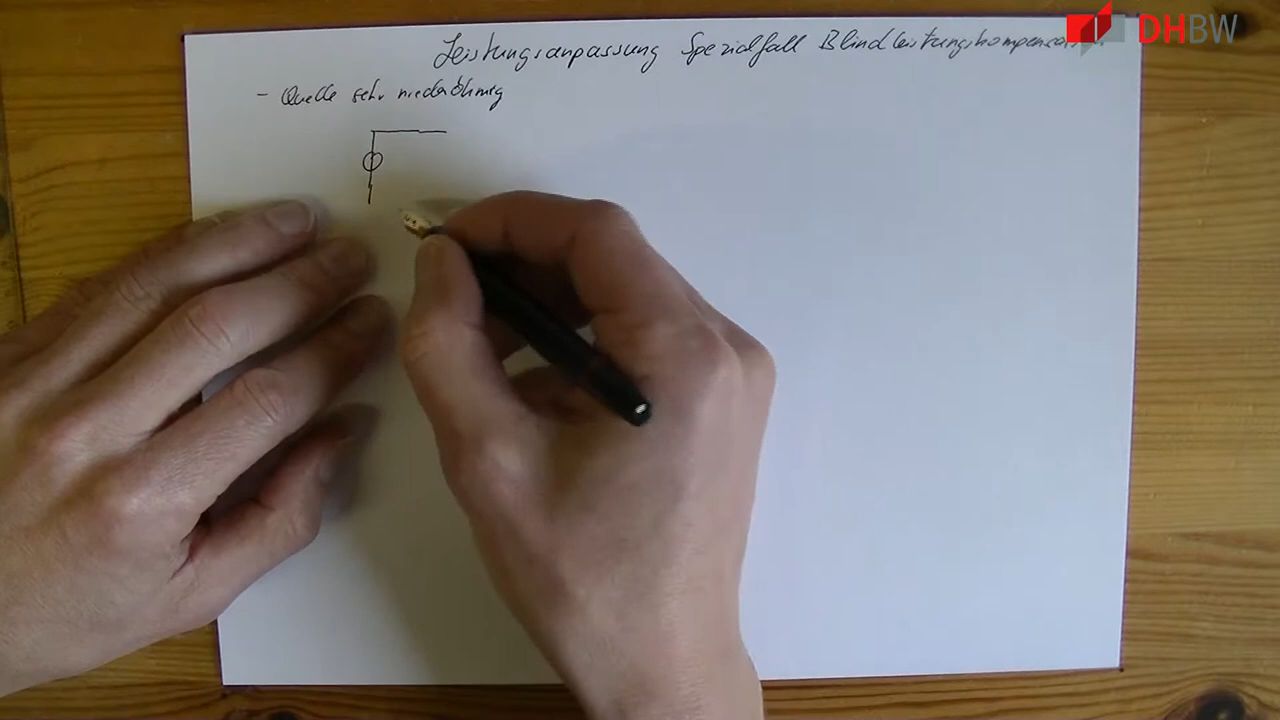 DHBW
Leistungsanpassung Spezialfall Blindleistungskompensation
- Quelle sehr niederohmig